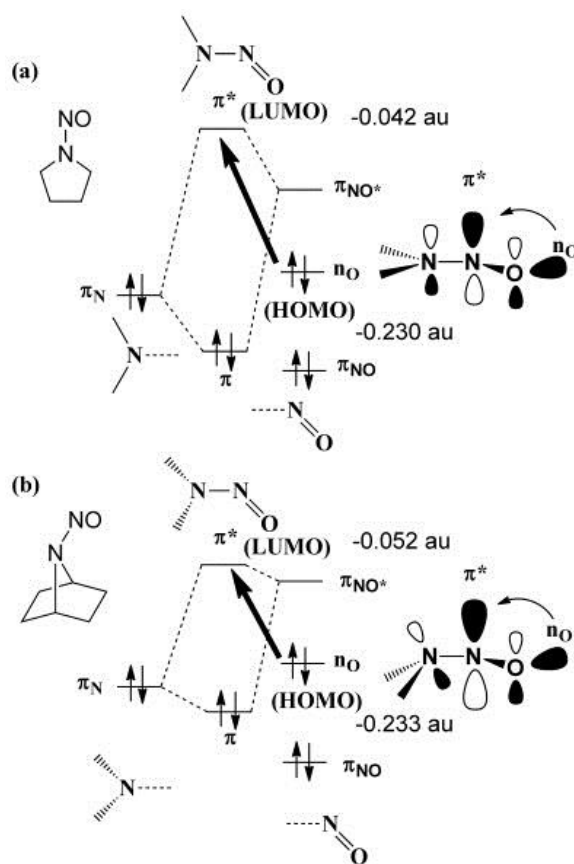 N—N
O
(a)
π* (LUMO)
-0.042 au
NO
N
πNO*
π*
nO
πN
nO
N N O
(HOMO)
-0.230 au
N
π
πNO
N
O
(b)
N—N
O
NO
N
π* (LUMO)
-0.052 au
πNO*
π*
nO
πN
nO
N N O
(HOMO)
-0.233 au
π
πNO
N
N
O